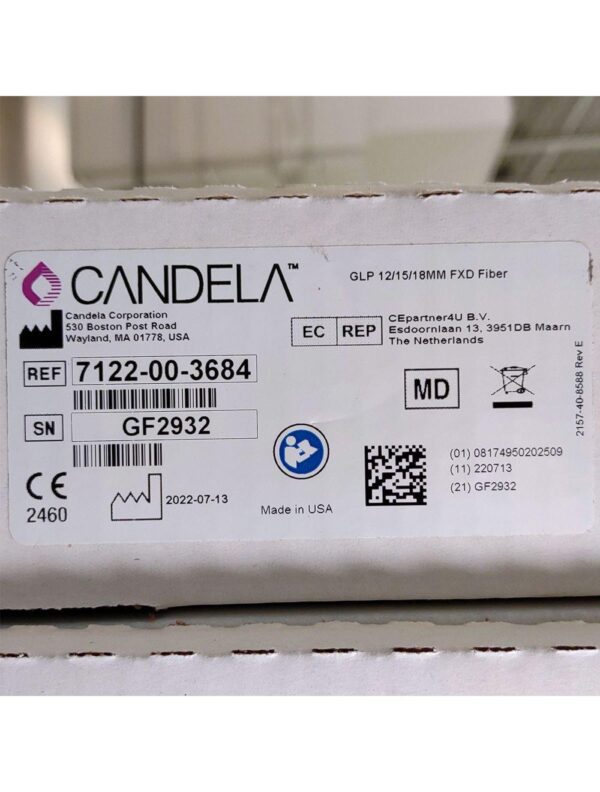 CANDELA™
GLP 12/15/18MM FXD Fiber
Candela Corporation
530 Boston Post Road
Wayland, MA 01778, USA
EC REP
CEpartner4U B.V.
Esdoornlaan 13, 3951DB Maarn
The Netherlands
REF 7122-00-3684
MD
2157-40-8588 Rev E
SN GF2932
CE
2460
2022-07-13
Made in USA
(01) 08174950202509
(11) 220713
(21) GF2932